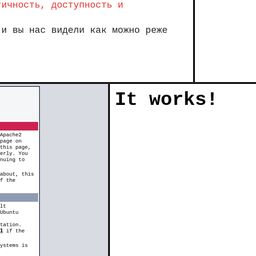 ичность, доступность и
и вы нас видели как можно реже
It works!
Apache2
page on
this page,
erly. You
nuing to
about, this
f the
lt
Ubuntu
tation.
l if the
ystems is